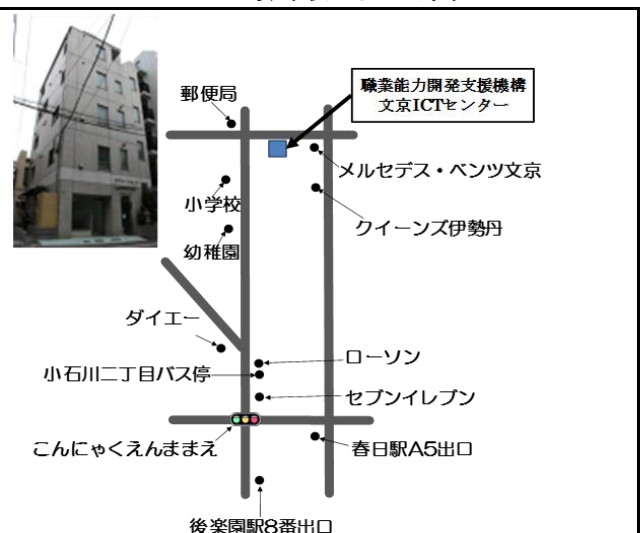 職業能力開発支援機構
文京ICTセンター
郵便局
メルセデス・ベンツ文京
小学校
クイーンズ伊勢丹
幼稚園
ダイエー
ローソン
小石川二丁目バス停
セブンイレブン
こんにゃくえんままえ
春日駅A5出口
後楽園駅8番出口